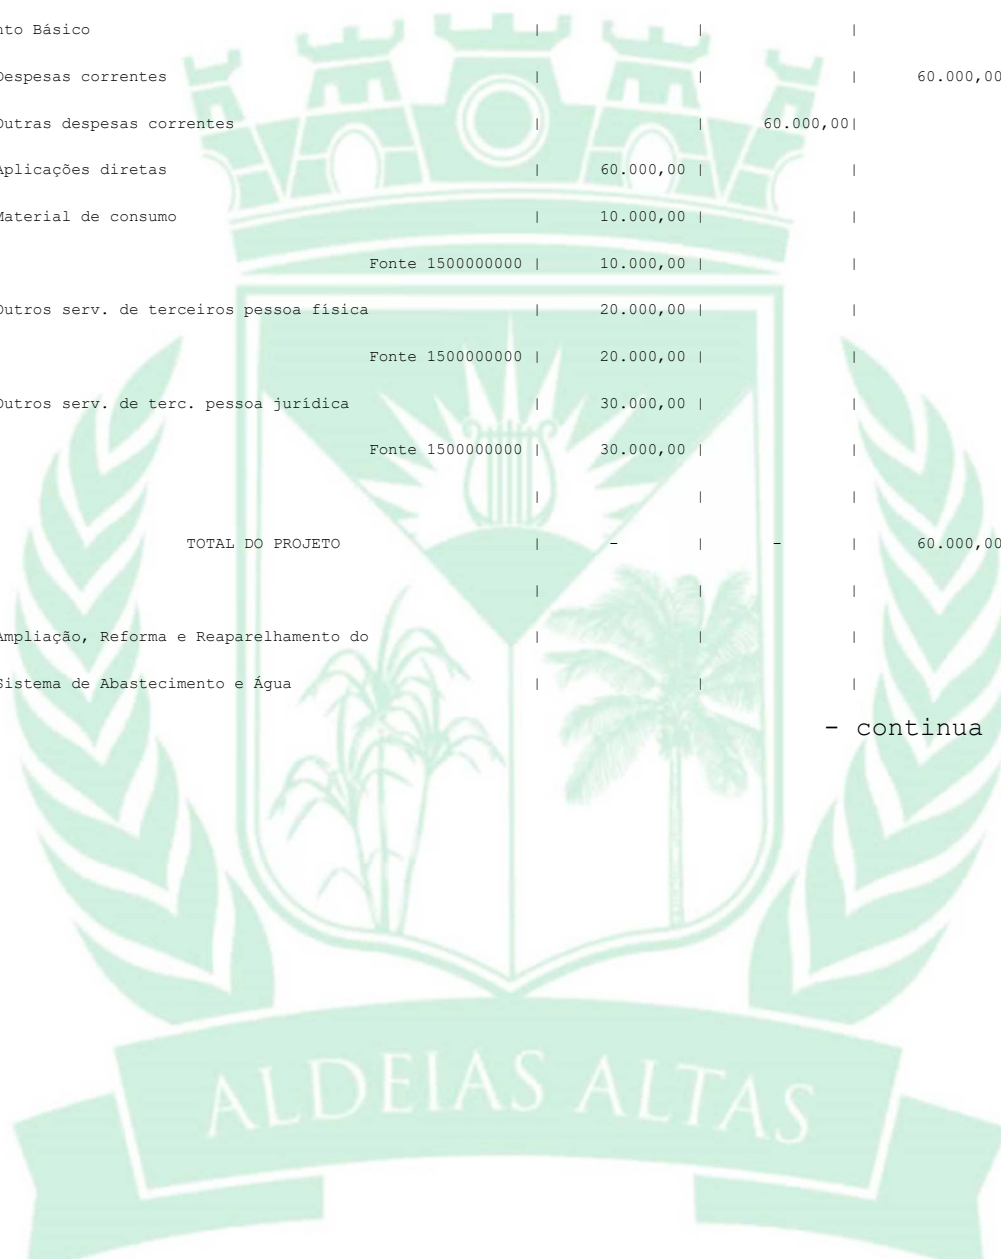 nto Básico | | |
Despesas correntes | | | 60.000,00
Outras despesas correntes | | 60.000,00|
Aplicações diretas | 60.000,00 | |
Material de consumo | 10.000,00 | |
Fonte 1500000000 | 10.000,00 | |
Outros serv. de terceiros pessoa física | 20.000,00 | |
Fonte 1500000000 | 20.000,00 | |
Outros serv. de terc. pessoa jurídica | 30.000,00 | |
Fonte 1500000000 | 30.000,00 | |
| | |
TOTAL DO PROJETO | - | - | 60.000,00
| | |
Ampliação, Reforma e Reaparelhamento do | | |
Sistema de Abastecimento e Água | | |
- continua
ALDEIAS ALTAS